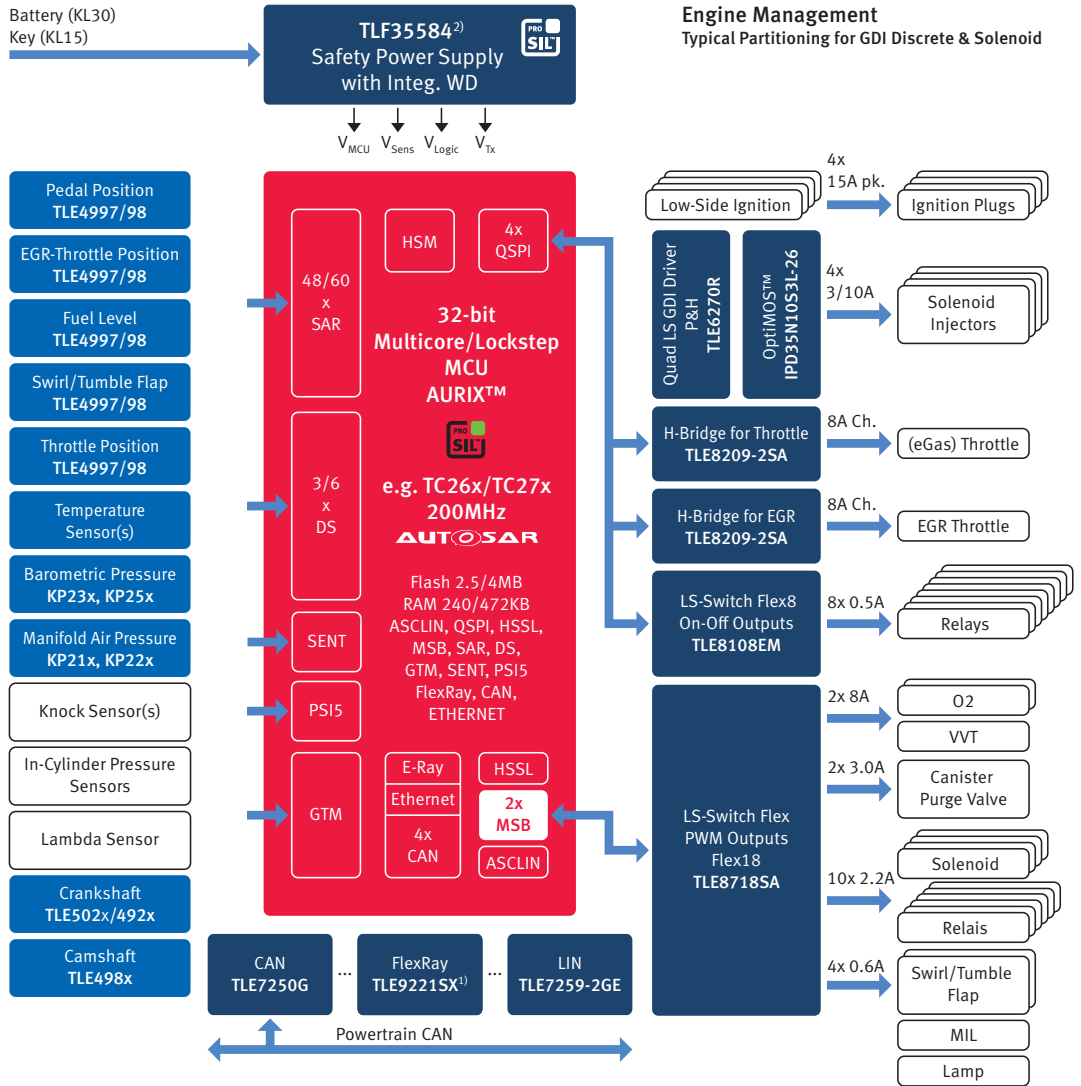 Battery (KL30)
Key (KL15)
TLF35584²⁾
Safety Power Supply
with Integ. WD
PRO
SIL™
Engine Management
Typical Partitioning for GDI Discrete & Solenoid
V_MCU V_Sens V_Logic V_Tx
Pedal Position
TLE4997/98
EGR-Throttle Position
TLE4997/98
Fuel Level
TLE4997/98
Swirl/Tumble Flap
TLE4997/98
Throttle Position
TLE4997/98
Temperature
Sensor(s)
Barometric Pressure
KP23x, KP25x
Manifold Air Pressure
KP21x, KP22x
Knock Sensor(s)
In-Cylinder Pressure
Sensors
Lambda Sensor
Crankshaft
TLE502x/492x
Camshaft
TLE498x
48/60
x
SAR
3/6
x
DS
SENT
PSI5
GTM
HSM
4x
QSPI
32-bit
Multicore/Lockstep
MCU
AURIX™
PRO
SIL™
e.g. TC26x/TC27x
200MHz
AUTOSAR
Flash 2.5/4MB
RAM 240/472KB
ASCLIN, QSPI, HSSL,
MSB, SAR, DS,
GTM, SENT, PSI5
FlexRay, CAN,
ETHERNET
E-Ray
Ethernet
4x
CAN
HSSL
2x
MSB
ASCLIN
CAN
TLE7250G
...
FlexRay
TLE9221SX¹⁾
...
LIN
TLE7259-2GE
Powertrain CAN
Low-Side Ignition
4x
15A pk.
Ignition Plugs
Quad LS GDI Driver
P&H
TLE6270R
OptiMOS™
IPD35N10S3L-26
4x
3/10A
Solenoid
Injectors
H-Bridge for Throttle
TLE8209-2SA
8A Ch.
(eGas) Throttle
H-Bridge for EGR
TLE8209-2SA
8A Ch.
EGR Throttle
LS-Switch Flex8
On-Off Outputs
TLE8108EM
8x 0.5A
Relays
LS-Switch Flex
PWM Outputs
Flex18
TLE8718SA
2x 8A
O2
VVT
2x 3.0A
Canister
Purge Valve
10x 2.2A
Solenoid
Relais
4x 0.6A
Swirl/Tumble
Flap
MIL
Lamp